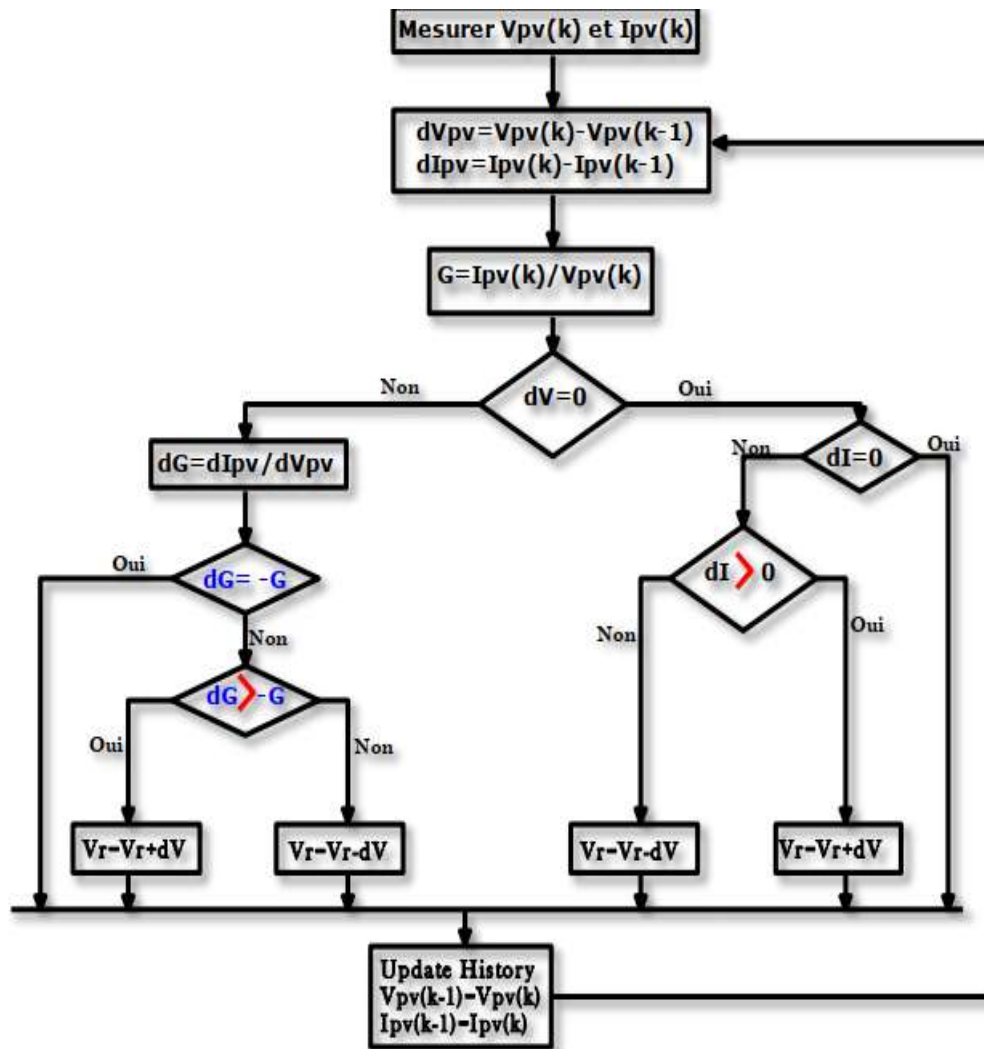 Mesurer Vpv(k) et Ipv(k)
dVpv=Vpv(k)-Vpv(k-1)
dIpv=Ipv(k)-Ipv(k-1)
G=Ipv(k)/Vpv(k)
Non
dV=0
Oui
dG=dIpv/dVpv
Non
dI=0
Oui
Oui
dG= -G
dI > 0
Non
Non
Oui
dG>-G
Oui
Non
Vr=Vr+dV
Vr=Vr-dV
Vr=Vr-dV
Vr=Vr+dV
Update History
Vpv(k-1)=Vpv(k)
Ipv(k-1)=Ipv(k)